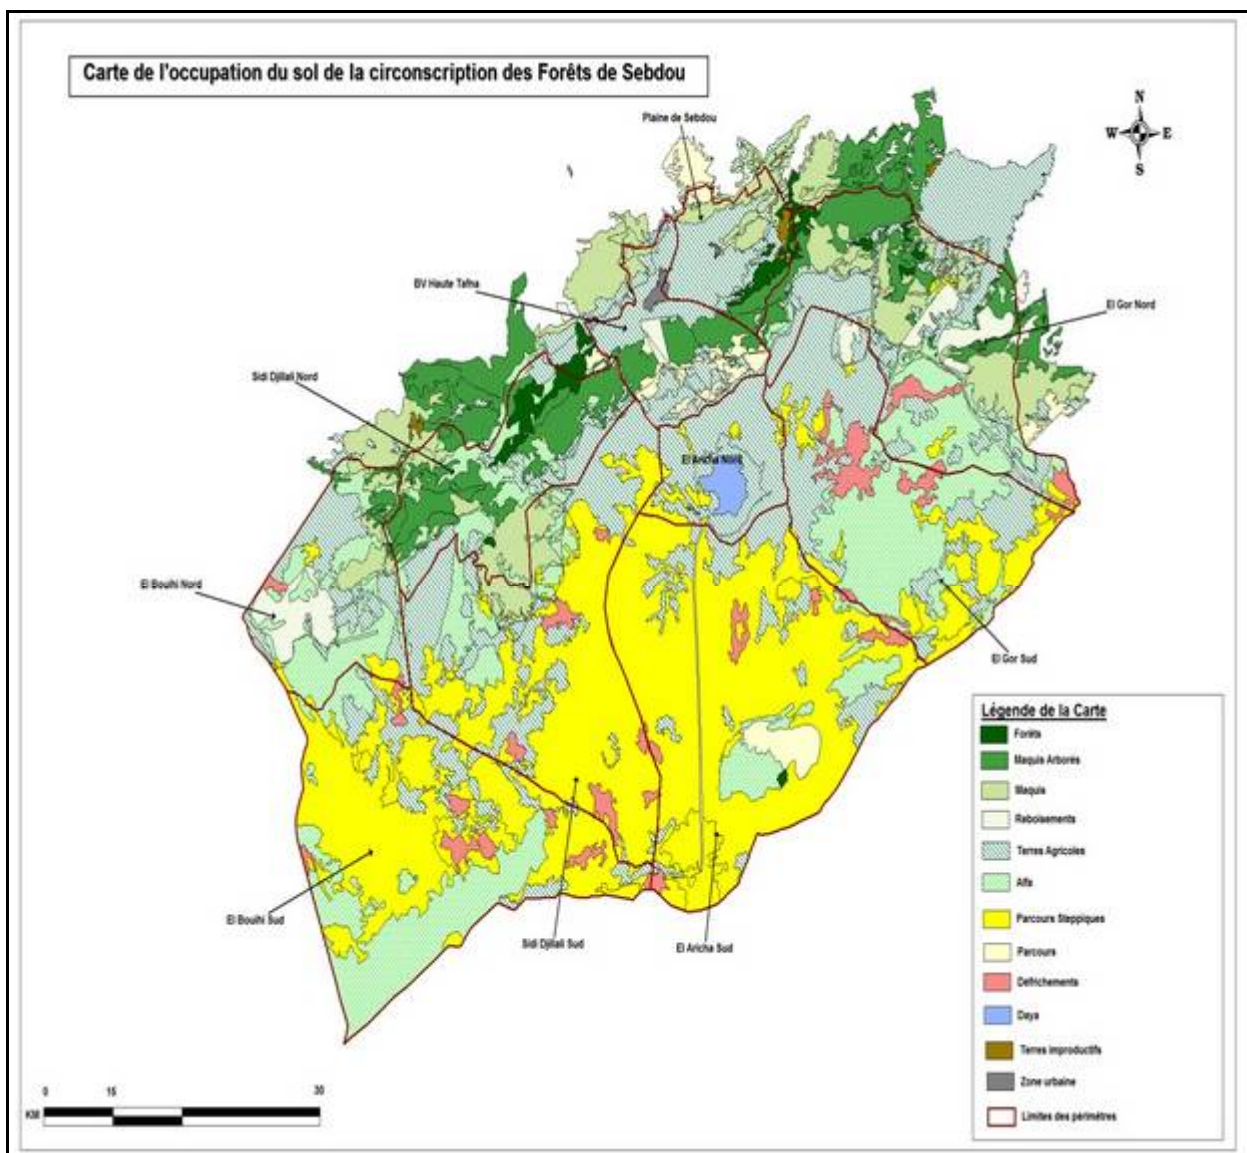 Carte de l'occupation du sol de la circonscription des Forêts de Sebdou
Plaine de Sebdou
N
W E
S
BV Haute Tafna
El Gor Nord
Sidi Djillali Nord
El Aricha Nord
El Bouihi Nord
El Gor Sud
El Bouihi Sud
Sidi Djillali Sud
El Aricha Sud
Légende de la Carte
Forêts
Maquis Arborés
Maquis
Reboisements
Terres Agricoles
Alfa
Parcours Steppiques
Parcours
Défrichements
Daya
Terres improductifs
Zone urbaine
Limites des périmètres
0 15 30
KM